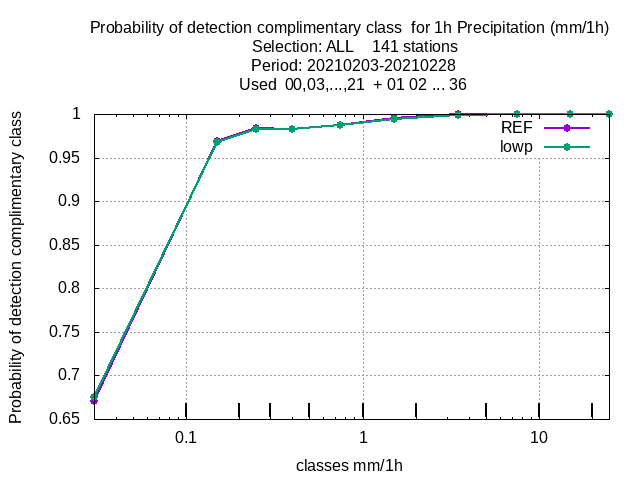 Probability of detection complimentary class  for 1h Precipitation (mm/1h)
Selection: ALL    141 stations
Period: 20210203-20210228
Used  00,03,...,21  + 01 02 ... 36
Probability of detection complimentary class
1
0.95
0.9
0.85
0.8
0.75
0.7
0.65
REF
lowp
0.1
1
10
classes mm/1h